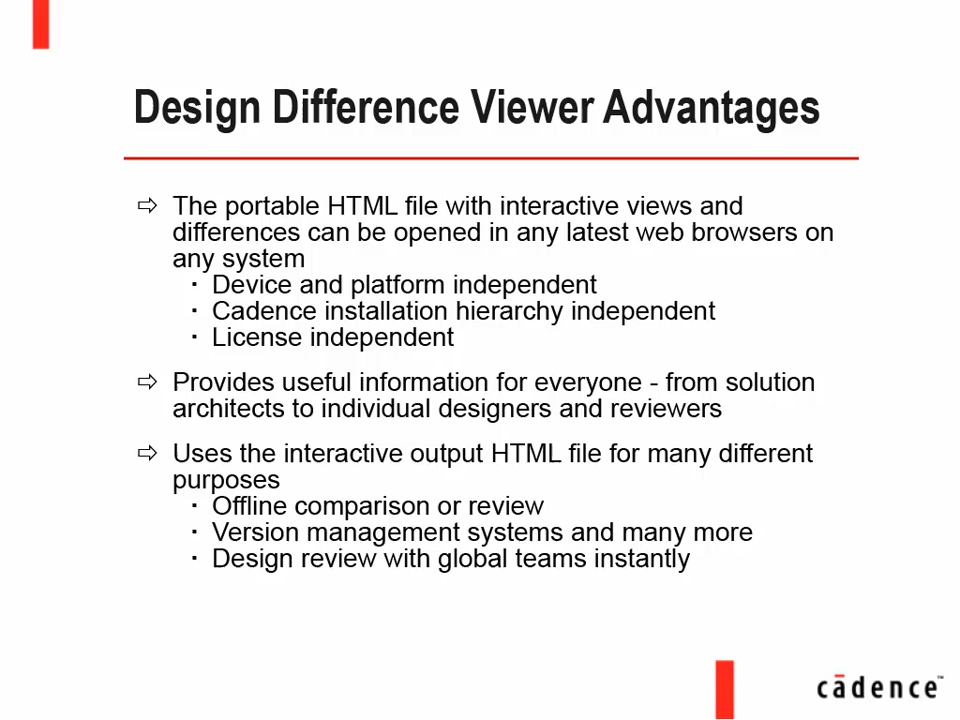 Design Difference Viewer Advantages
⇨ The portable HTML file with interactive views and
differences can be opened in any latest web browsers on
any system
· Device and platform independent
· Cadence installation hierarchy independent
· License independent
⇨ Provides useful information for everyone - from solution
architects to individual designers and reviewers
⇨ Uses the interactive output HTML file for many different
purposes
· Offline comparison or review
· Version management systems and many more
· Design review with global teams instantly
cādence™